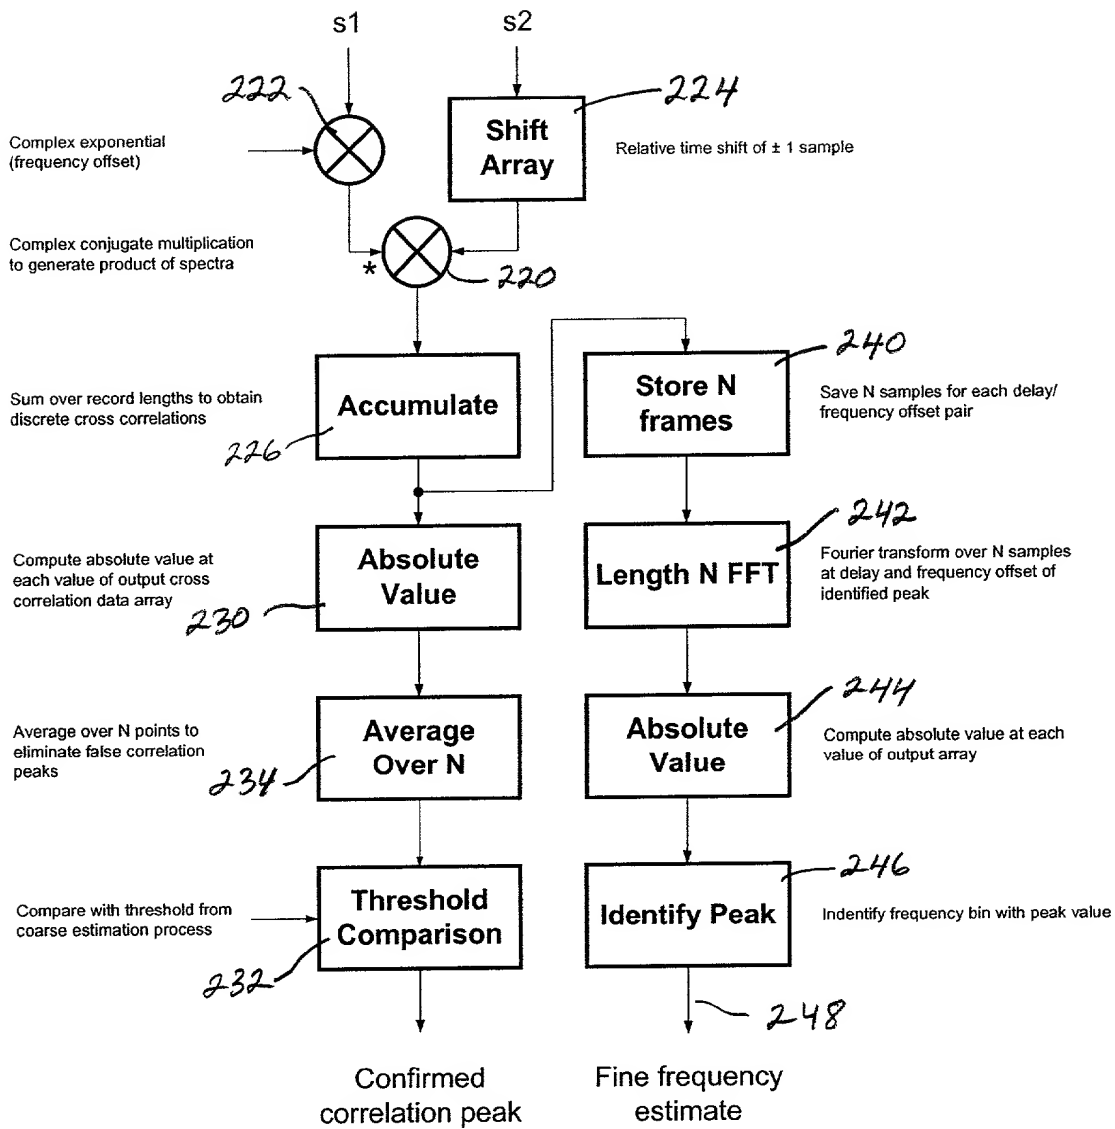 s1
s2
222
224
Shift
Array
Complex exponential
(frequency offset)
Relative time shift of ± 1 sample
Complex conjugate multiplication
to generate product of spectra
*
220
240
Accumulate
226
Sum over record lengths to obtain
discrete cross correlations
Store N
frames
Save N samples for each delay/
frequency offset pair
242
Absolute
Value
230
Compute absolute value at
each value of output cross
correlation data array
Length N FFT
Fourier transform over N samples
at delay and frequency offset of
identified peak
244
Average
Over N
234
Average over N points to
eliminate false correlation
peaks
Absolute
Value
Compute absolute value at each
value of output array
246
Threshold
Comparison
232
Compare with threshold from
coarse estimation process
Identify Peak
Indentify frequency bin with peak value
248
Confirmed
correlation peak
Fine frequency
estimate